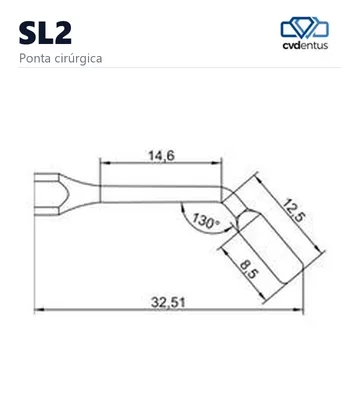 SL2
Ponta cirúrgica
cvdentus
14,6
12,5
130°
8,5
32,51